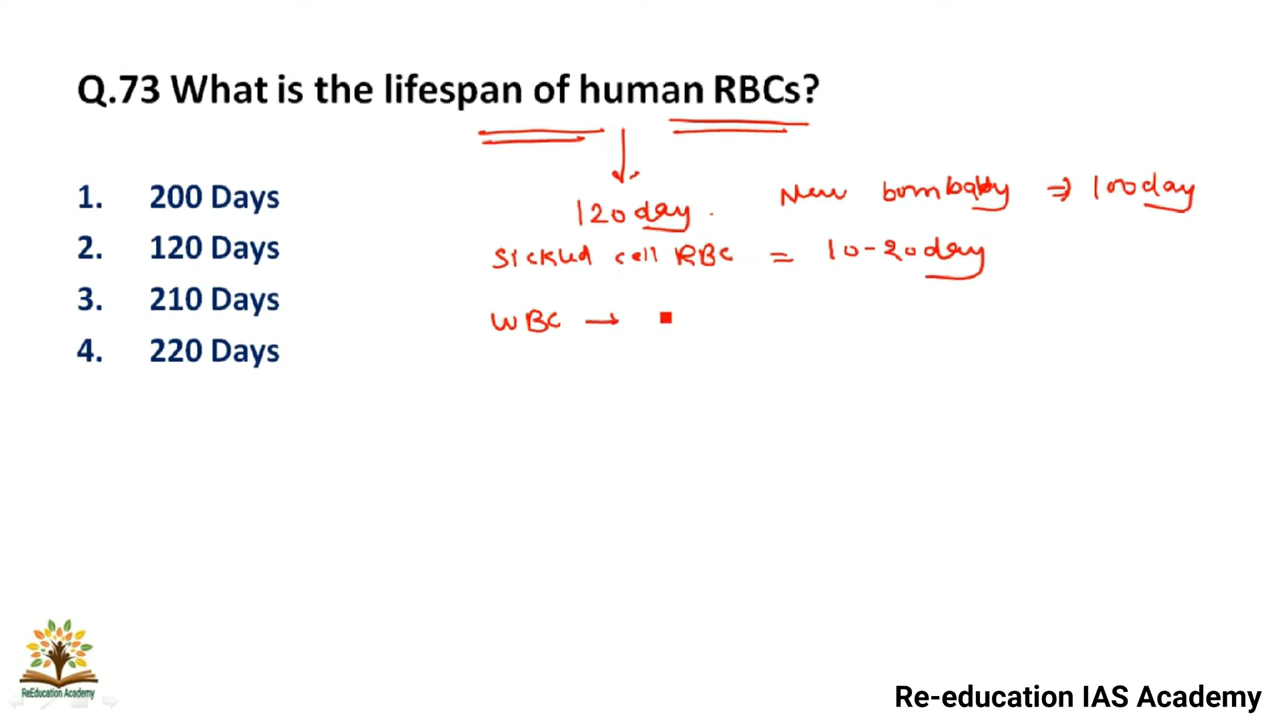 Q.73 What is the lifespan of human RBCs?
1. 200 Days
2. 120 Days
3. 210 Days
4. 220 Days
120 day.
New born baby ⇒ 100 day
Sickled cell RBC = 10-20 day
WBC →
ReEducation Academy
Re-education IAS Academy